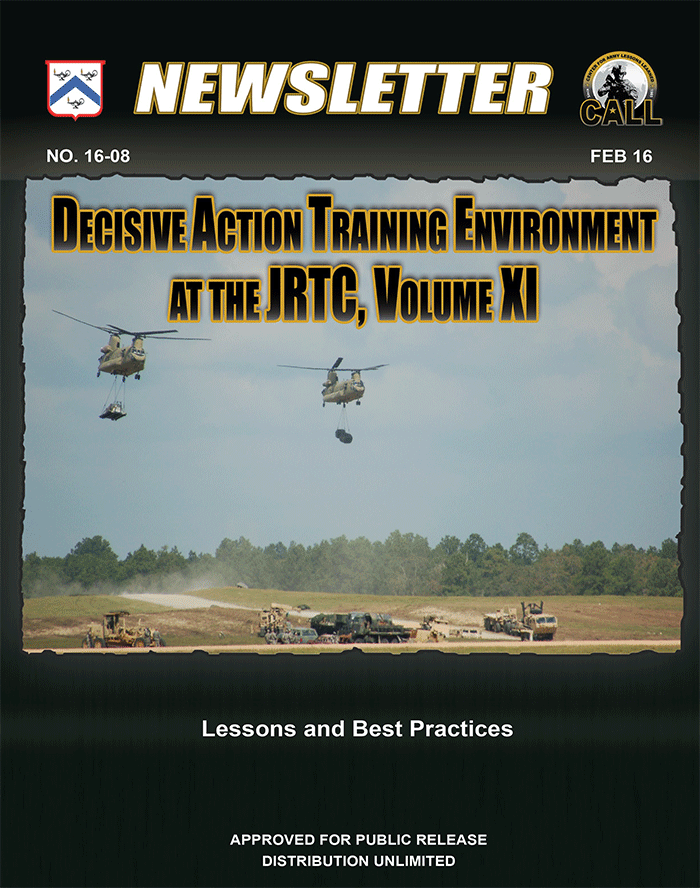 NEWSLETTER
CENTER FOR ARMY LESSONS LEARNED
CALL
NO. 16-08
FEB 16
DECISIVE ACTION TRAINING ENVIRONMENT
AT THE JRTC, VOLUME XI
Lessons and Best Practices
APPROVED FOR PUBLIC RELEASE
DISTRIBUTION UNLIMITED